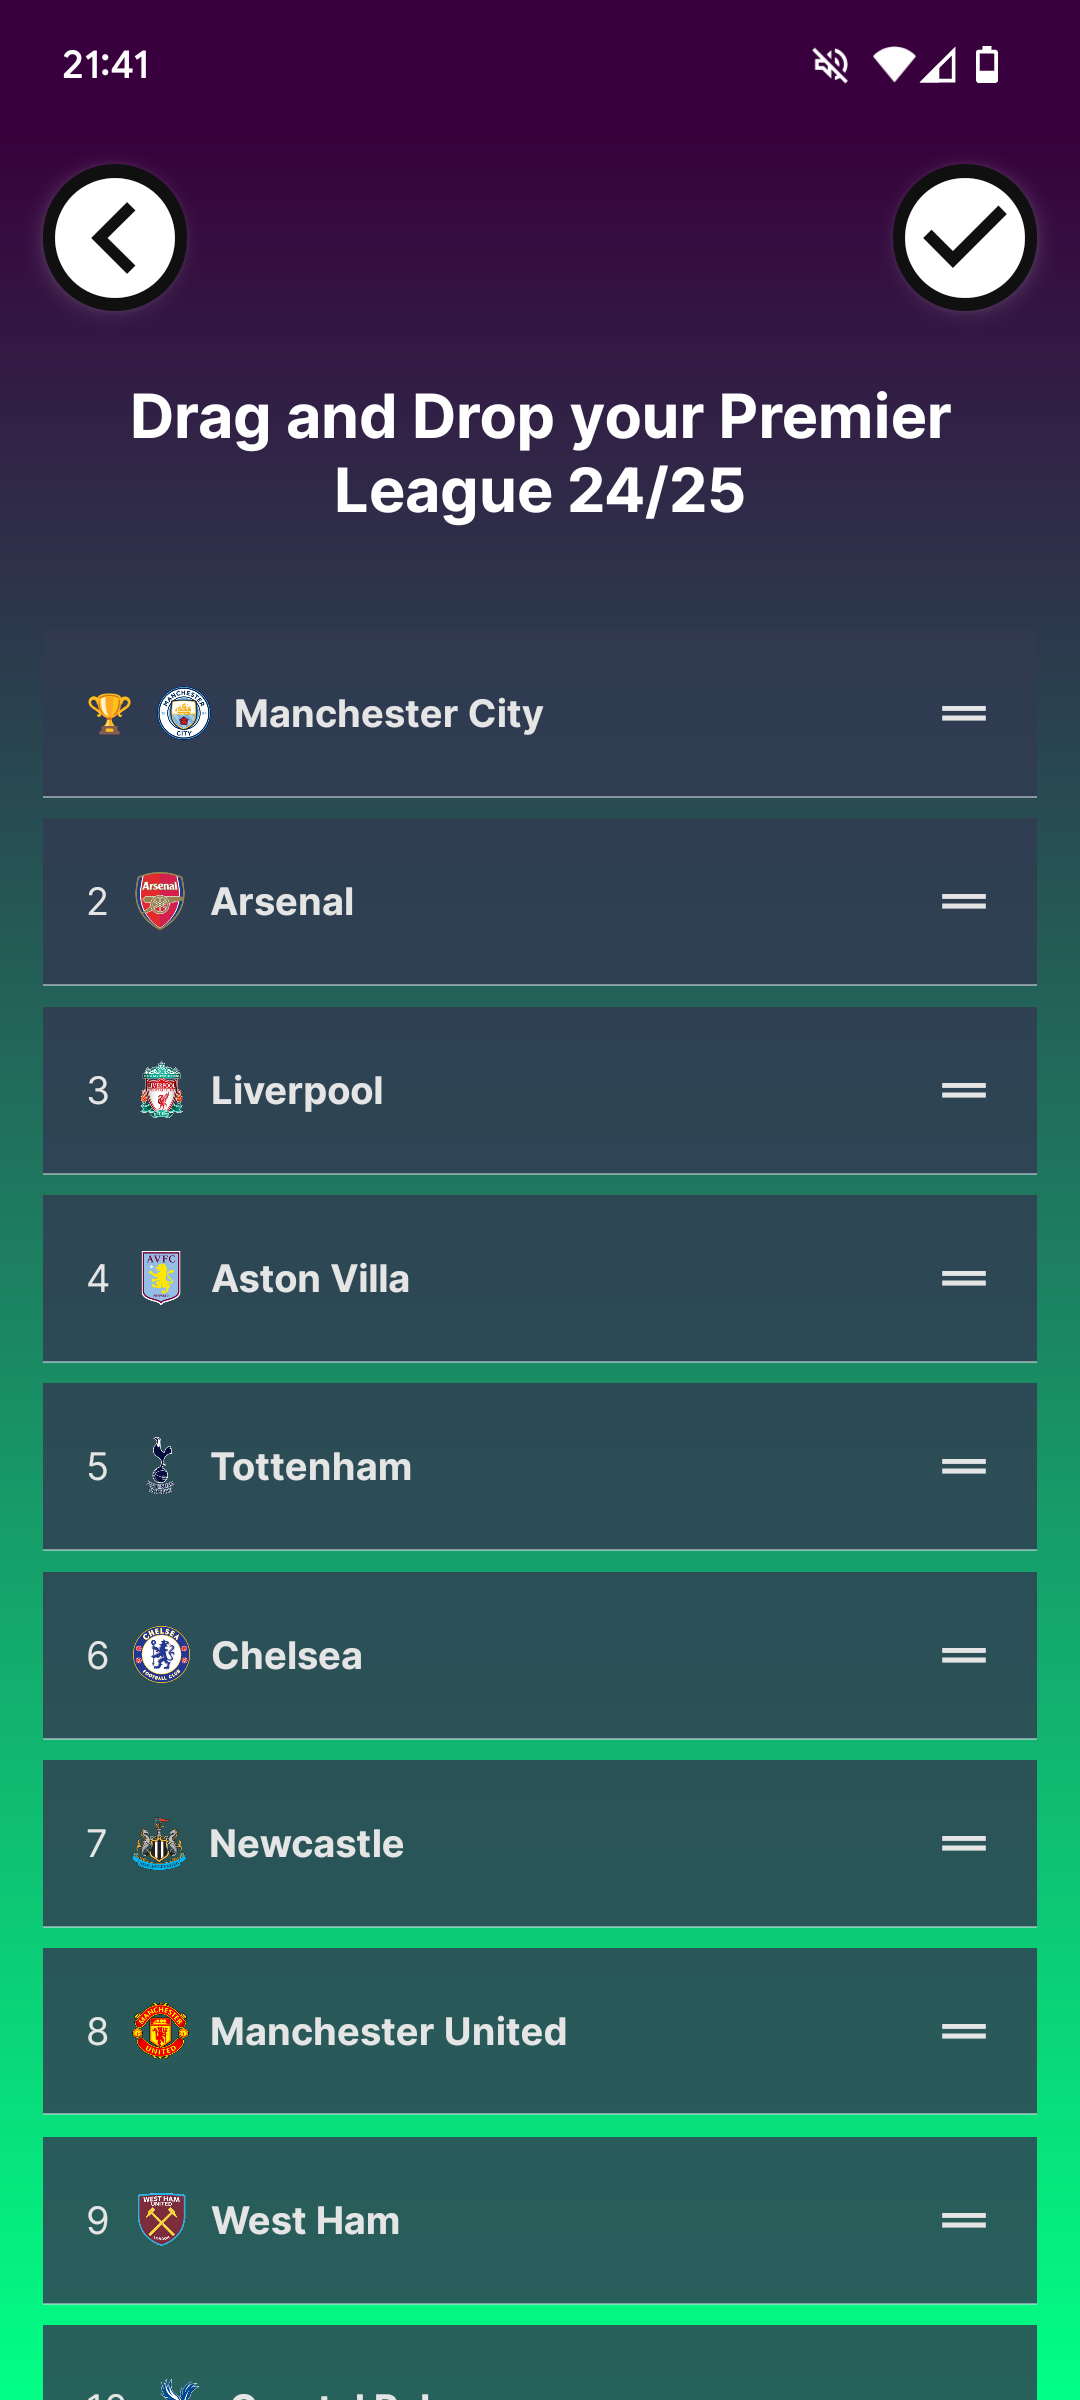 21:41
Drag and Drop your Premier
League 24/25
Manchester City
2 Arsenal
3 Liverpool
4 Aston Villa
5 Tottenham
6 Chelsea
7 Newcastle
8 Manchester United
9 West Ham